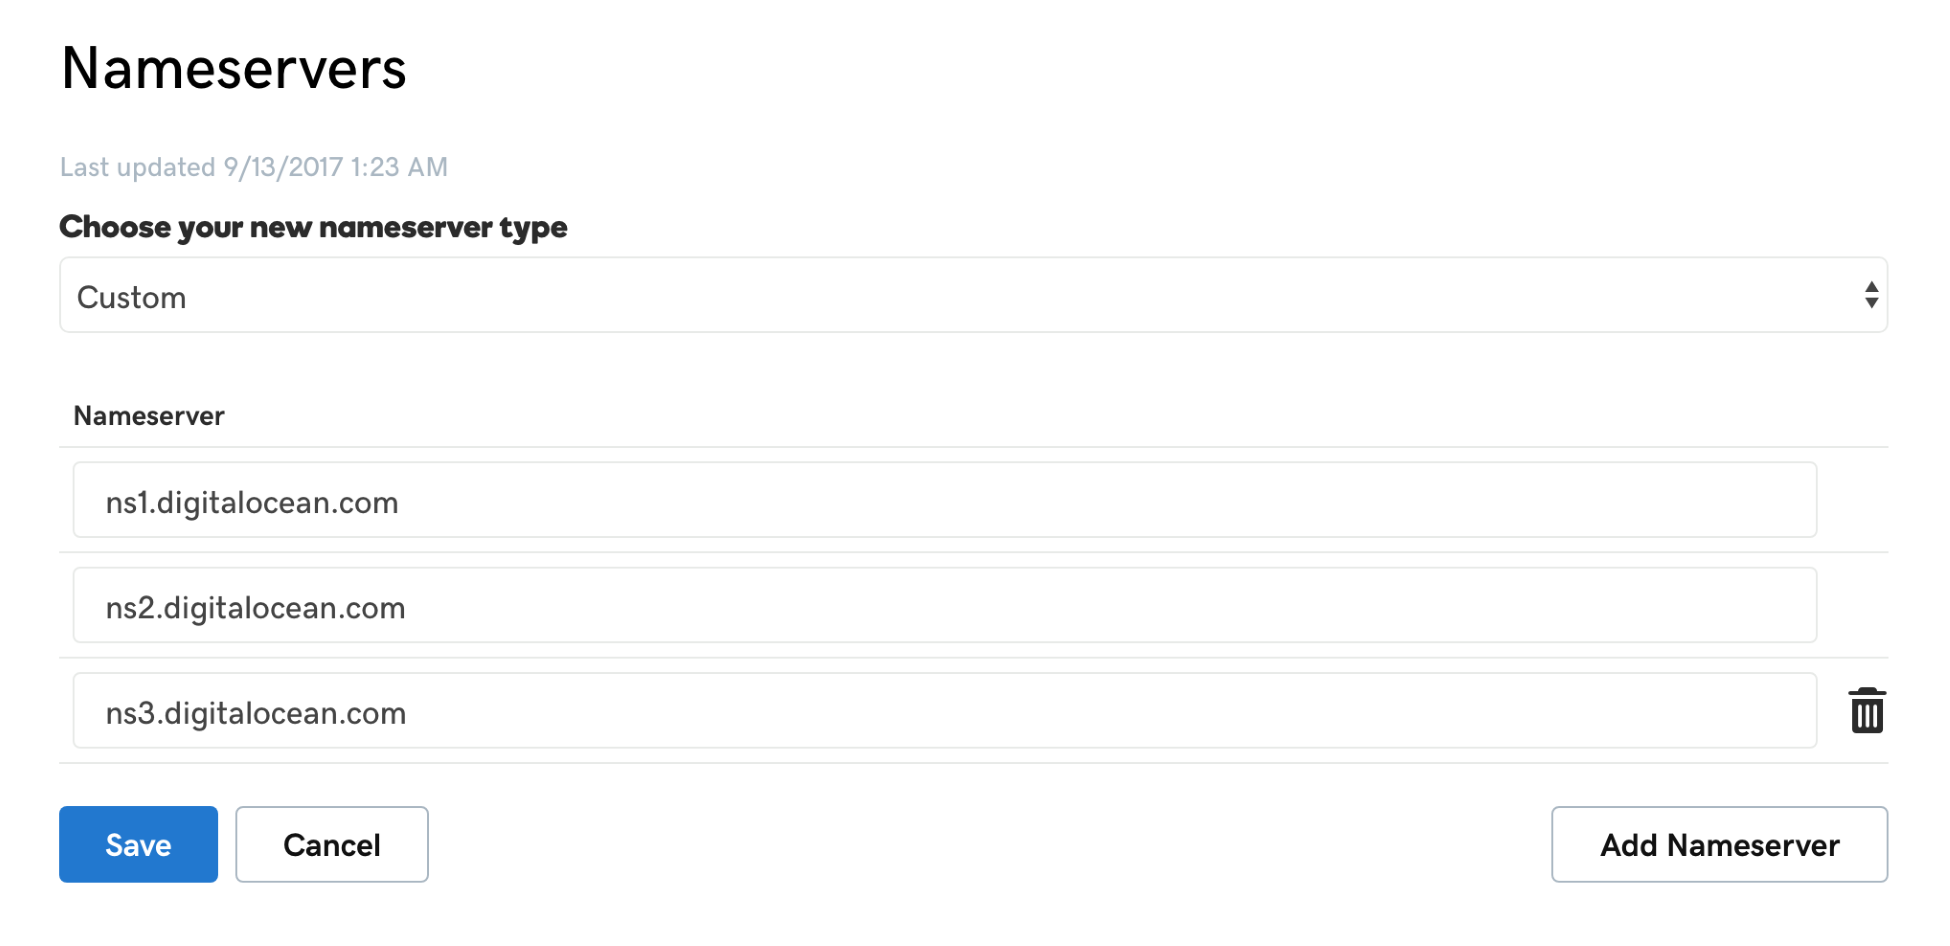 Nameservers
Last updated 9/13/2017 1:23 AM
Choose your new nameserver type
Custom
Nameserver
ns1.digitalocean.com
ns2.digitalocean.com
ns3.digitalocean.com
Save Cancel Add Nameserver